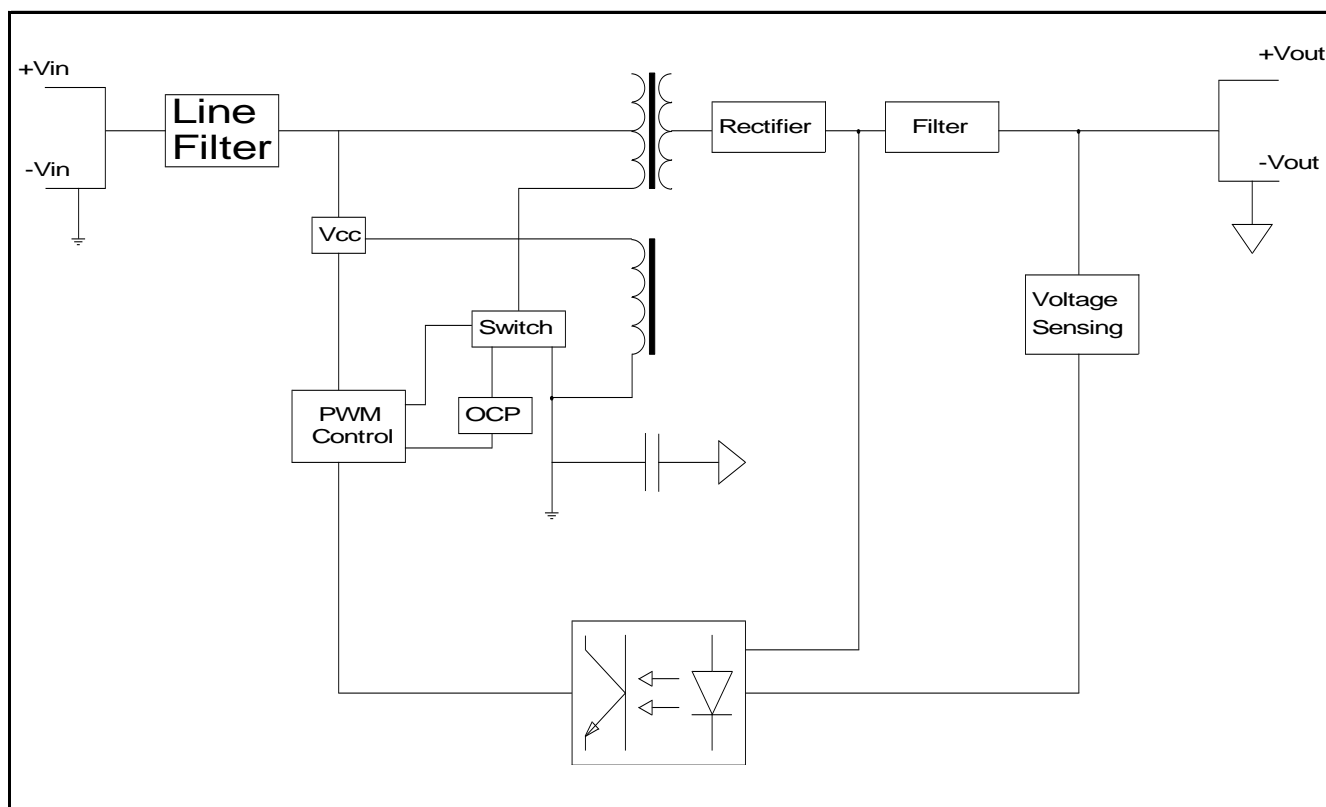 +Vin
+Vout
Line
Filter
Rectifier
Filter
-Vin
-Vout
Vcc
Voltage
Sensing
Switch
PWM
Control
OCP